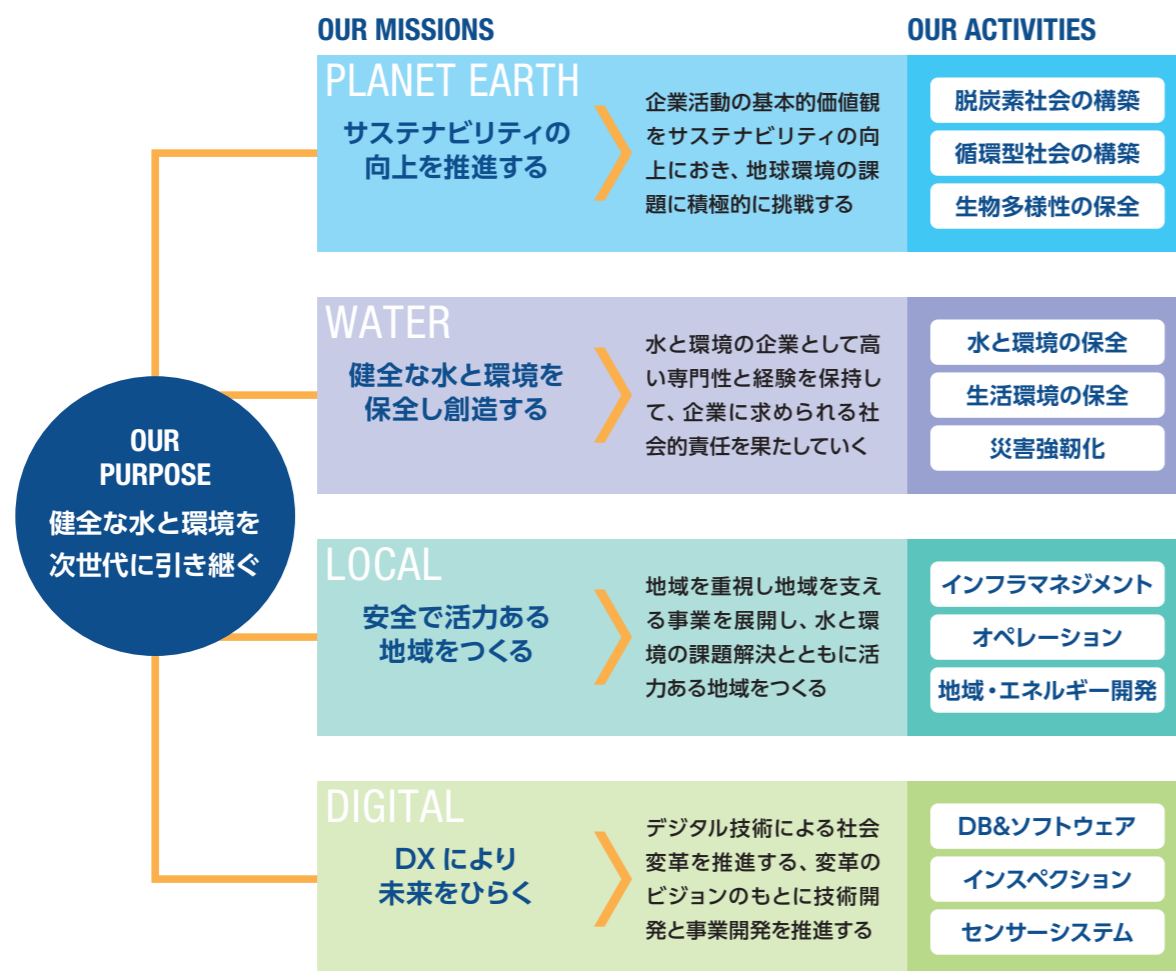 OUR MISSIONS
OUR ACTIVITIES
OUR
PURPOSE
健全な水と環境を
次世代に引き継ぐ
PLANET EARTH
サステナビリティの
向上を推進する
企業活動の基本的価値観
をサステナビリティの向
上におき、地球環境の課
題に積極的に挑戦する
脱炭素社会の構築
循環型社会の構築
生物多様性の保全
WATER
健全な水と環境を
保全し創造する
水と環境の企業として高
い専門性と経験を保持し
て、企業に求められる社
会的責任を果たしていく
水と環境の保全
生活環境の保全
災害強靭化
LOCAL
安全で活力ある
地域をつくる
地域を重視し地域を支え
る事業を展開し、水と環
境の課題解決とともに活
力ある地域をつくる
インフラマネジメント
オペレーション
地域・エネルギー開発
DIGITAL
DX により
未来をひらく
デジタル技術による社会
変革を推進する、変革の
ビジョンのもとに技術開
発と事業開発を推進する
DB&ソフトウェア
インスペクション
センサーシステム